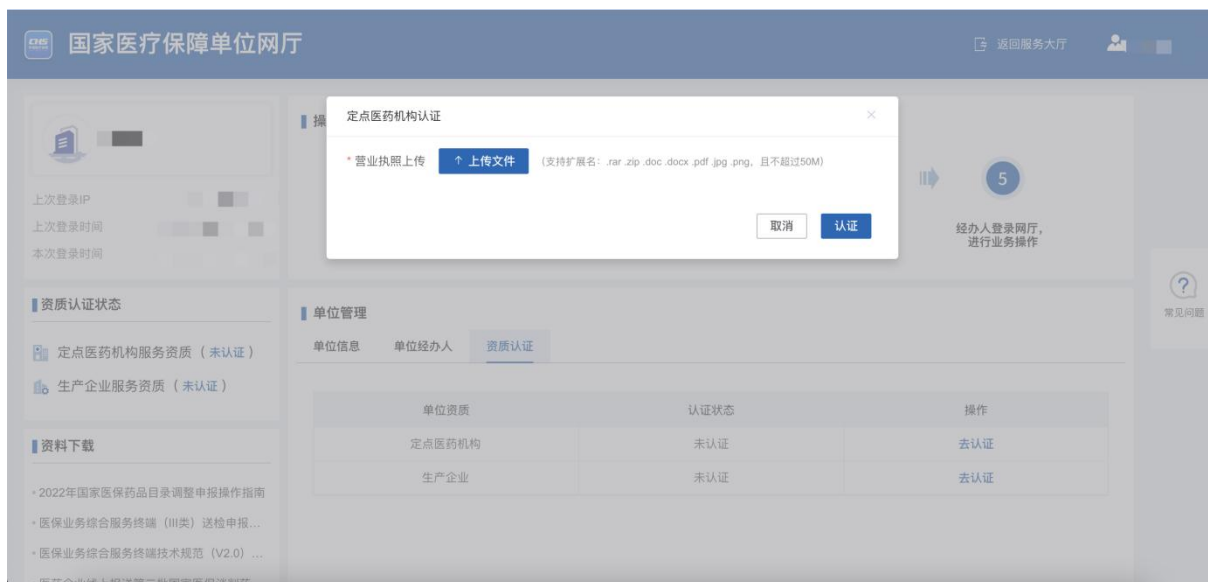 国家医疗保障单位网厅
返回服务大厅
定点医药机构认证
* 营业执照上传
上传文件
(支持扩展名: .rar .zip .doc .docx .pdf .jpg .png, 且不超过50M)
取消
认证
操
5
经办人登录网厅,
进行业务操作
上次登录IP
上次登录时间
本次登录时间
资质认证状态
定点医药机构服务资质 ( 未认证 )
生产企业服务资质 ( 未认证 )
资料下载
2022年国家医保药品目录调整申报操作指南
医保业务综合服务终端 (III类) 送检申报...
医保业务综合服务终端技术规范 (V2.0) ...
单位管理
单位信息 单位经办人 资质认证
单位资质 认证状态 操作
定点医药机构 未认证 去认证
生产企业 未认证 去认证
?
常见问题